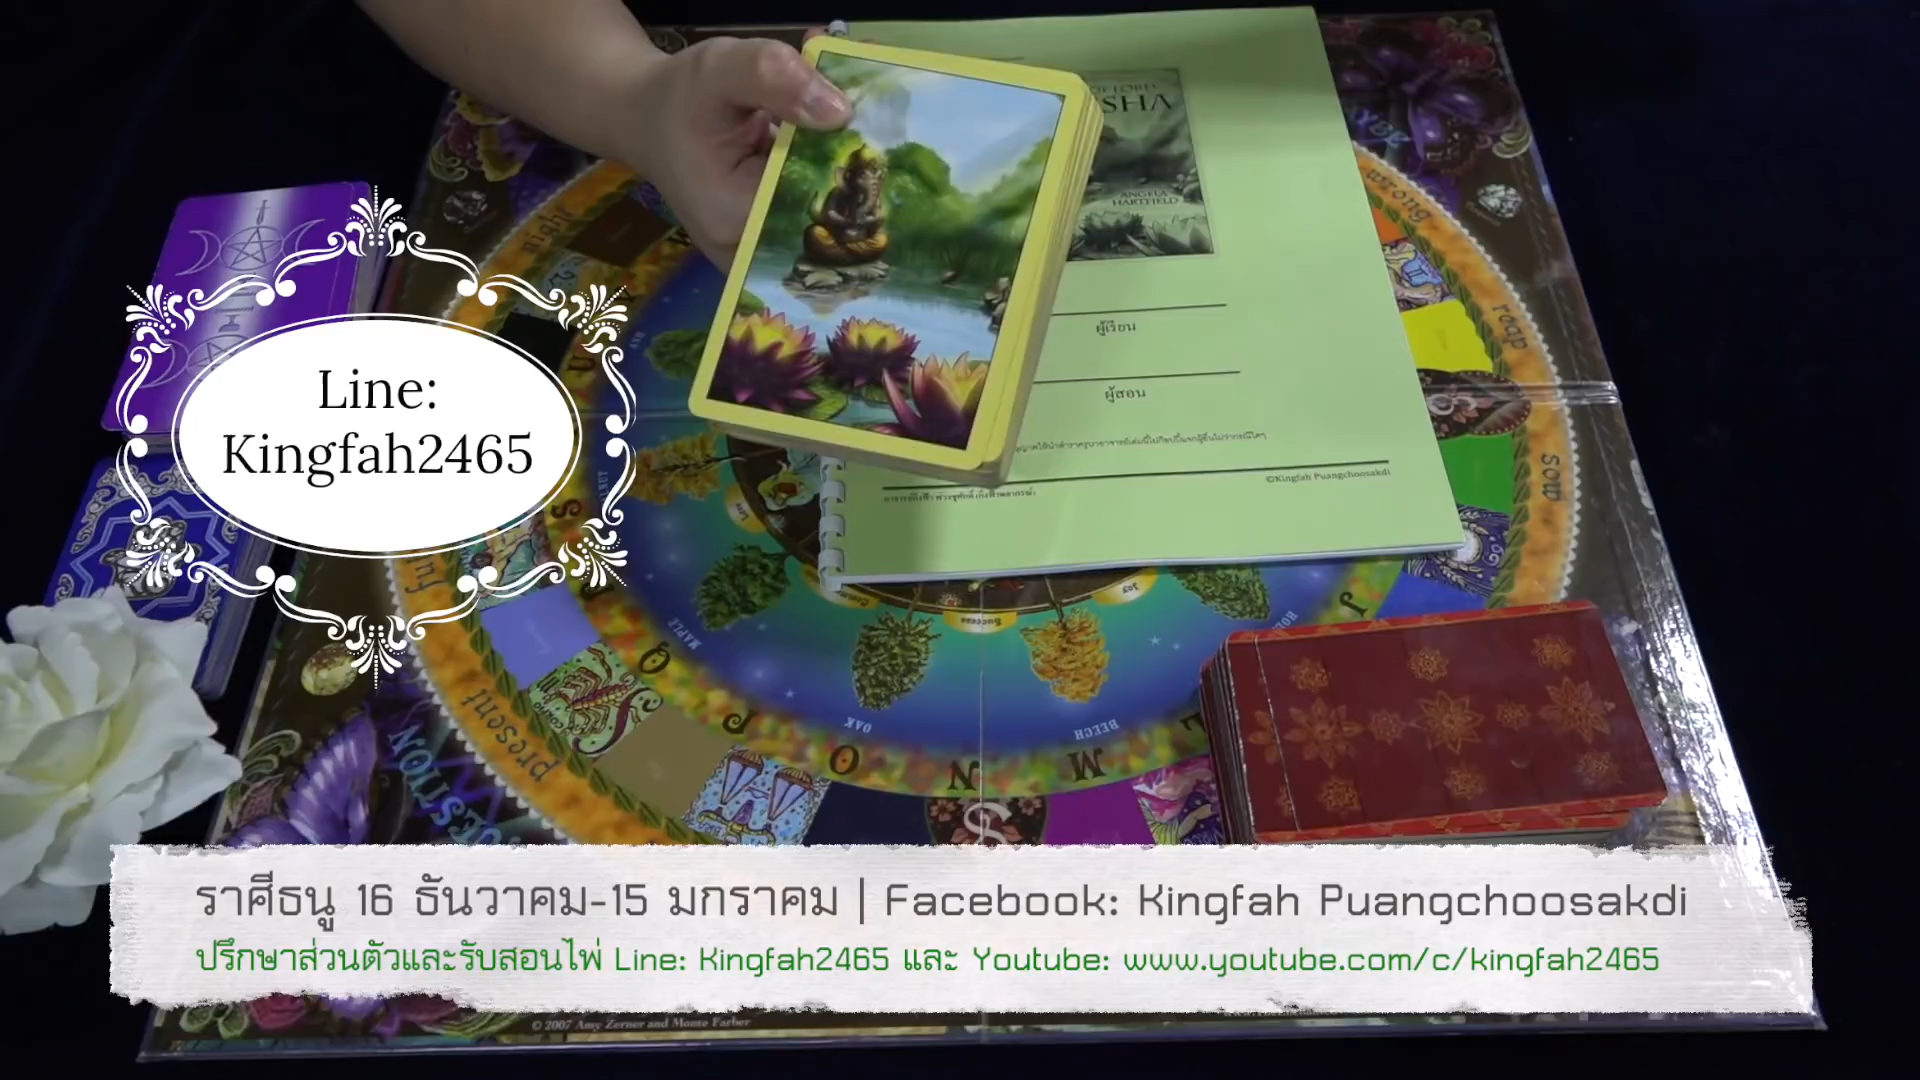 OF LORD
ANGELA
HARTFIELD
ผู้เรียน
ผู้สอน
©Kingfah Puangchoosakdi
Line:
Kingfah2465
night
wrong
reap
sow
present
QUESTION
MAPLE
OAK
BEECH
Success
Joy
J
L
M
N
O
P
Q
S
U
ราศีธนู 16 ธันวาคม-15 มกราคม | Facebook: Kingfah Puangchoosakdi
ปรึกษาส่วนตัวและรับสอนไพ่ Line: Kingfah2465 และ Youtube: www.youtube.com/c/kingfah2465
© 2007 Amy Zerner and Monte Farber